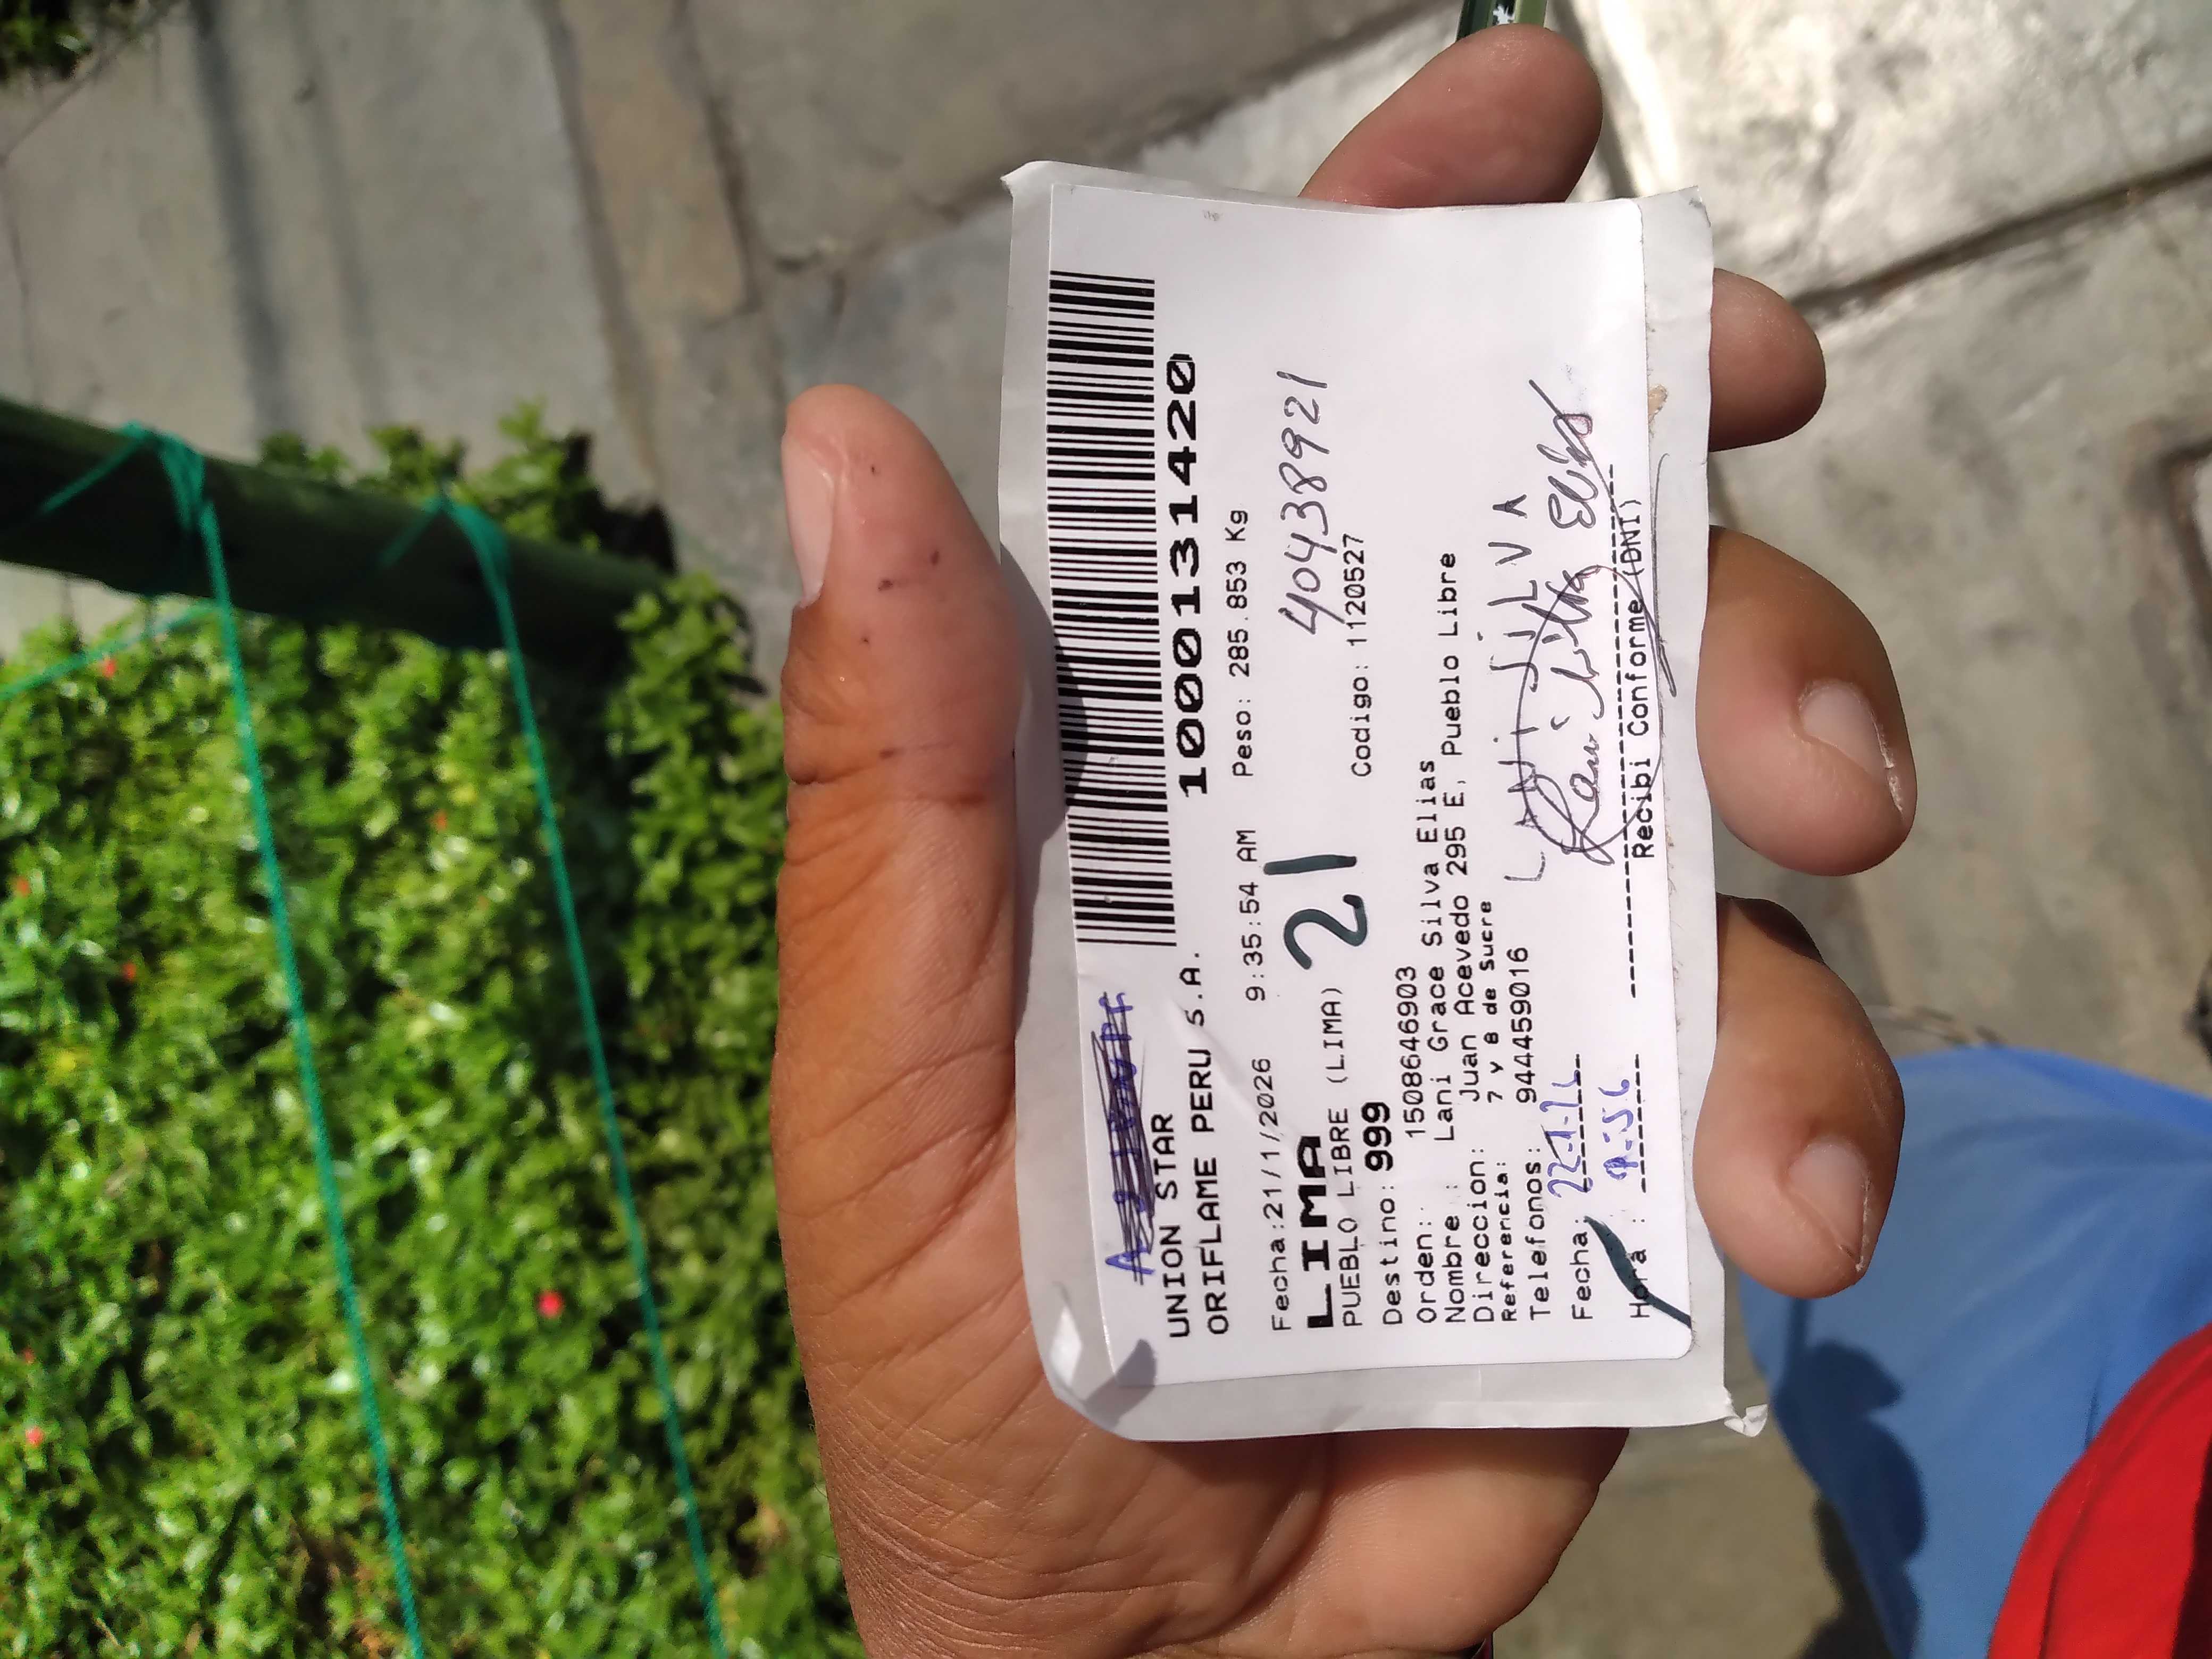 UNION STAR
ORIFLAME PERU S.A.
10001331420
Fecha:21/1/2026 9:35:54 AM Peso: 285.853 Kg
LIMA
PUEBLO LIBRE (LIMA) 21
40438921
Destino: 999 Codigo: 1120527
Orden: 1508646903
Nombre : Lani Grace Silva Elias
Direccion: Juan Acevedo 295 E, Pueblo Libre
Referencia: 7 y 8 de Sucre
Telefonos: 944459016
LANI SILVA
Fecha:
Hora :
Recibi Conforme (DNI)